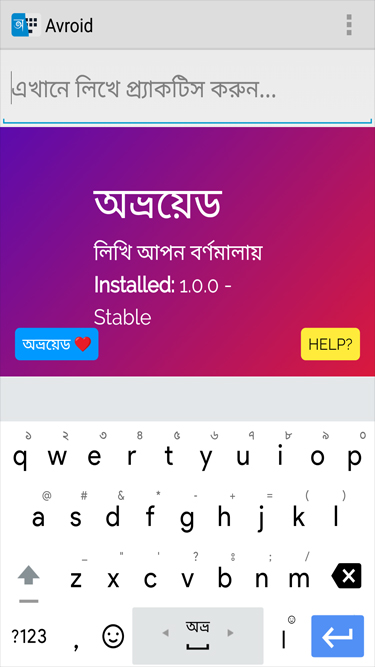 অ Avroid
এখানে লিখে প্র্যাকটিস করুন...
অভ্রয়েড
লিখি আপন বর্ণমালায়
Installed: 1.0.0 -
Stable
অভ্রয়েড ❤️ HELP?
১ ২ ৩ ৪ ৫ ৬ ৭ ৮ ৯ ০
q w e r t y u i o p
@ # & * - + = ( )
a s d f g h j k l
_ " ' ? : ; /
z x c v b n m
?123 , অভ্র ।